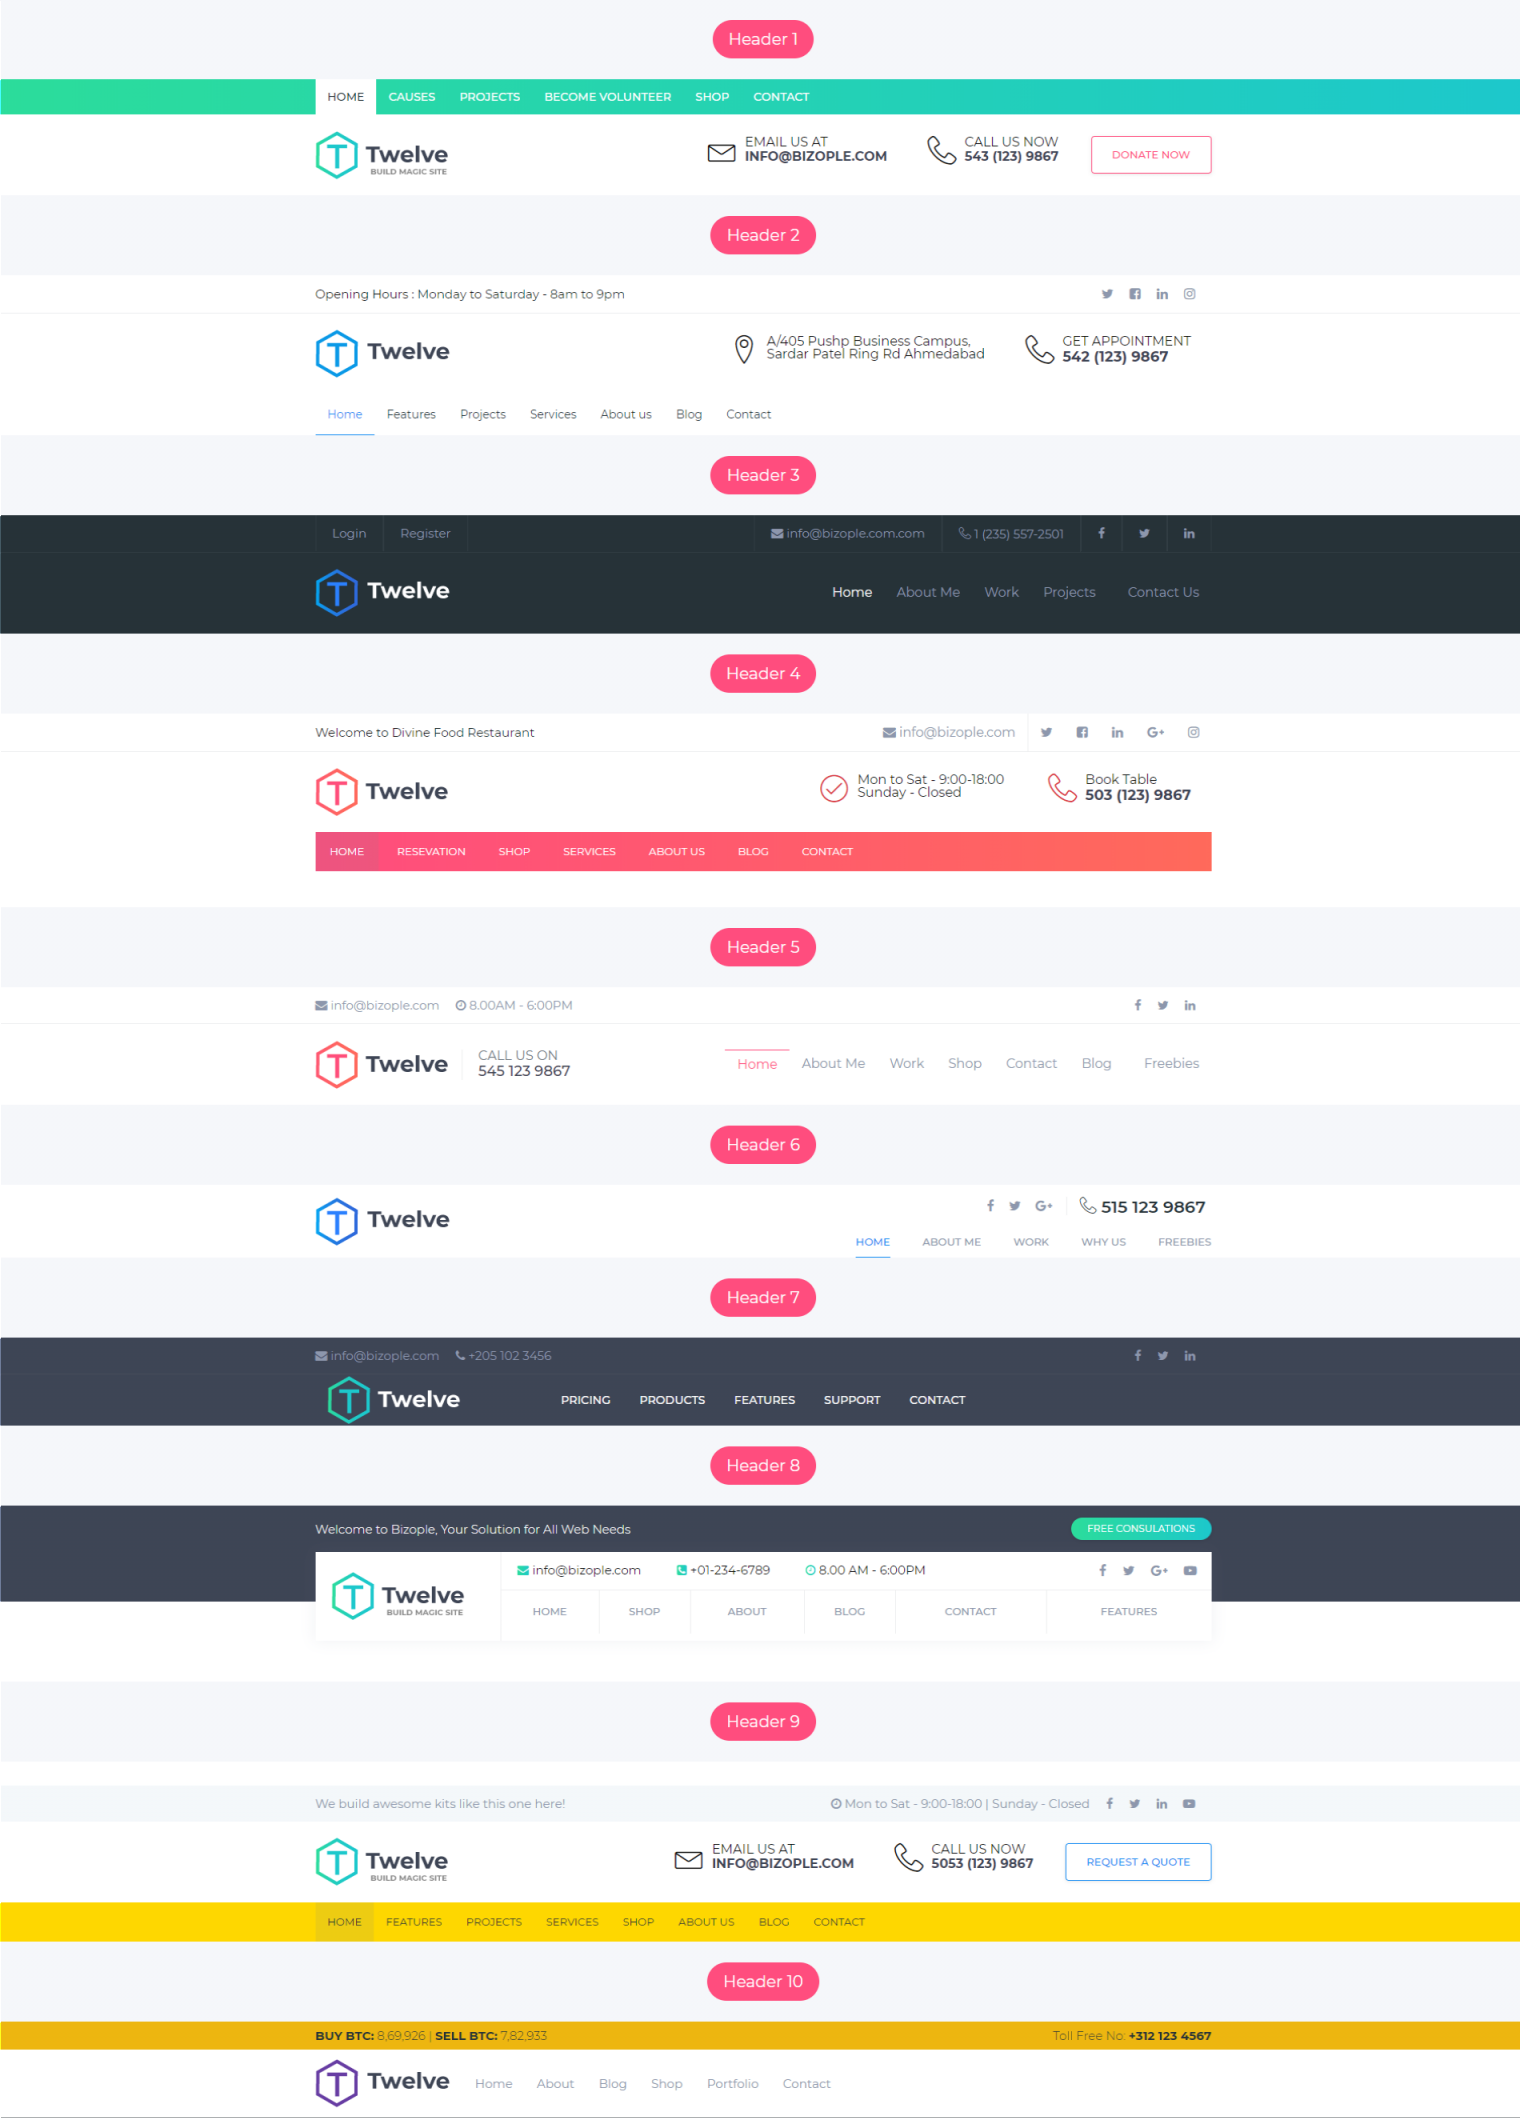 Header 1
HOME CAUSES PROJECTS BECOME VOLUNTEER SHOP CONTACT
Twelve
BUILD MAGIC SITE
EMAIL US AT
INFO@BIZOPLE.COM
CALL US NOW
543 (123) 9867
DONATE NOW
Header 2
Opening Hours : Monday to Saturday - 8am to 9pm
Twelve
A/405 Pushp Business Campus,
Sardar Patel Ring Rd Ahmedabad
GET APPOINTMENT
542 (123) 9867
Home Features Projects Services About us Blog Contact
Header 3
Login Register info@bizople.com.com 1 (235) 557-2501
Twelve
Home About Me Work Projects Contact Us
Header 4
Welcome to Divine Food Restaurant info@bizople.com
Twelve
Mon to Sat - 9:00-18:00
Sunday - Closed
Book Table
503 (123) 9867
HOME RESEVATION SHOP SERVICES ABOUT US BLOG CONTACT
Header 5
info@bizople.com 8.00AM - 6:00PM
Twelve
CALL US ON
545 123 9867
Home About Me Work Shop Contact Blog Freebies
Header 6
Twelve
515 123 9867
HOME ABOUT ME WORK WHY US FREEBIES
Header 7
info@bizople.com +205 102 3456
Twelve PRICING PRODUCTS FEATURES SUPPORT CONTACT
Header 8
Welcome to Bizople, Your Solution for All Web Needs FREE CONSULATIONS
Twelve
BUILD MAGIC SITE
info@bizople.com +01-234-6789 8.00 AM - 6:00PM
HOME SHOP ABOUT BLOG CONTACT FEATURES
Header 9
We build awesome kits like this one here! Mon to Sat - 9:00-18:00 | Sunday - Closed
Twelve
BUILD MAGIC SITE
EMAIL US AT
INFO@BIZOPLE.COM
CALL US NOW
5053 (123) 9867
REQUEST A QUOTE
HOME FEATURES PROJECTS SERVICES SHOP ABOUT US BLOG CONTACT
Header 10
BUY BTC: 8,69,926 | SELL BTC: 7,82,933 Toll Free No: +312 123 4567
Twelve Home About Blog Shop Portfolio Contact